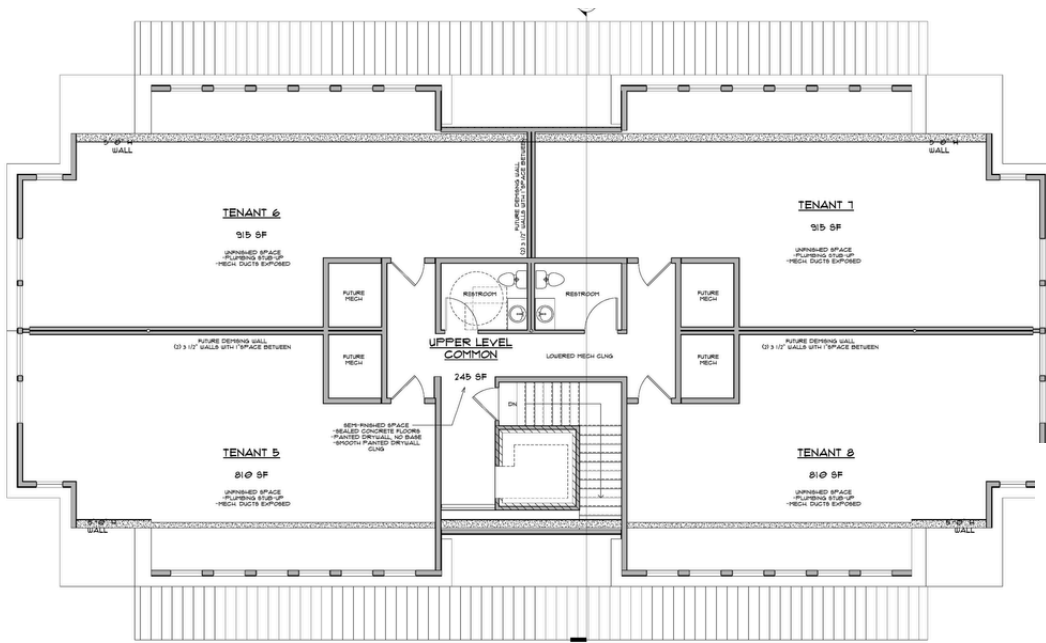 5'-0" H
WALL
5'-0" H
WALL
TENANT 6
915 SF
UNFINISHED SPACE
-PLUMBING STUB-UP
-MECH. DUCTS EXPOSED
FUTURE DEMISING WALL
(2) 3 1/2" WALLS WITH 1"SPACE BETWEEN
TENANT 7
915 SF
UNFINISHED SPACE
-PLUMBING STUB-UP
-MECH. DUCTS EXPOSED
FUTURE
MECH
RESTROOM
RESTROOM
FUTURE
MECH
FUTURE DEMISING WALL
(2) 3 1/2" WALLS WITH 1"SPACE BETWEEN
FUTURE
MECH
UPPER LEVEL
COMMON
245 SF
LOWERED MECH CLNG
FUTURE
MECH
FUTURE DEMISING WALL
(2) 3 1/2" WALLS WITH 1"SPACE BETWEEN
DN
SEMI-FINISHED SPACE
-SEALED CONCRETE FLOORS
-PAINTED DRYWALL, NO BASE
-SMOOTH PAINTED DRYWALL
CLNG
TENANT 5
810 SF
UNFINISHED SPACE
-PLUMBING STUB-UP
-MECH. DUCTS EXPOSED
TENANT 8
810 SF
UNFINISHED SPACE
-PLUMBING STUB-UP
-MECH. DUCTS EXPOSED
5'-0" H
WALL
5'-0" H
WALL